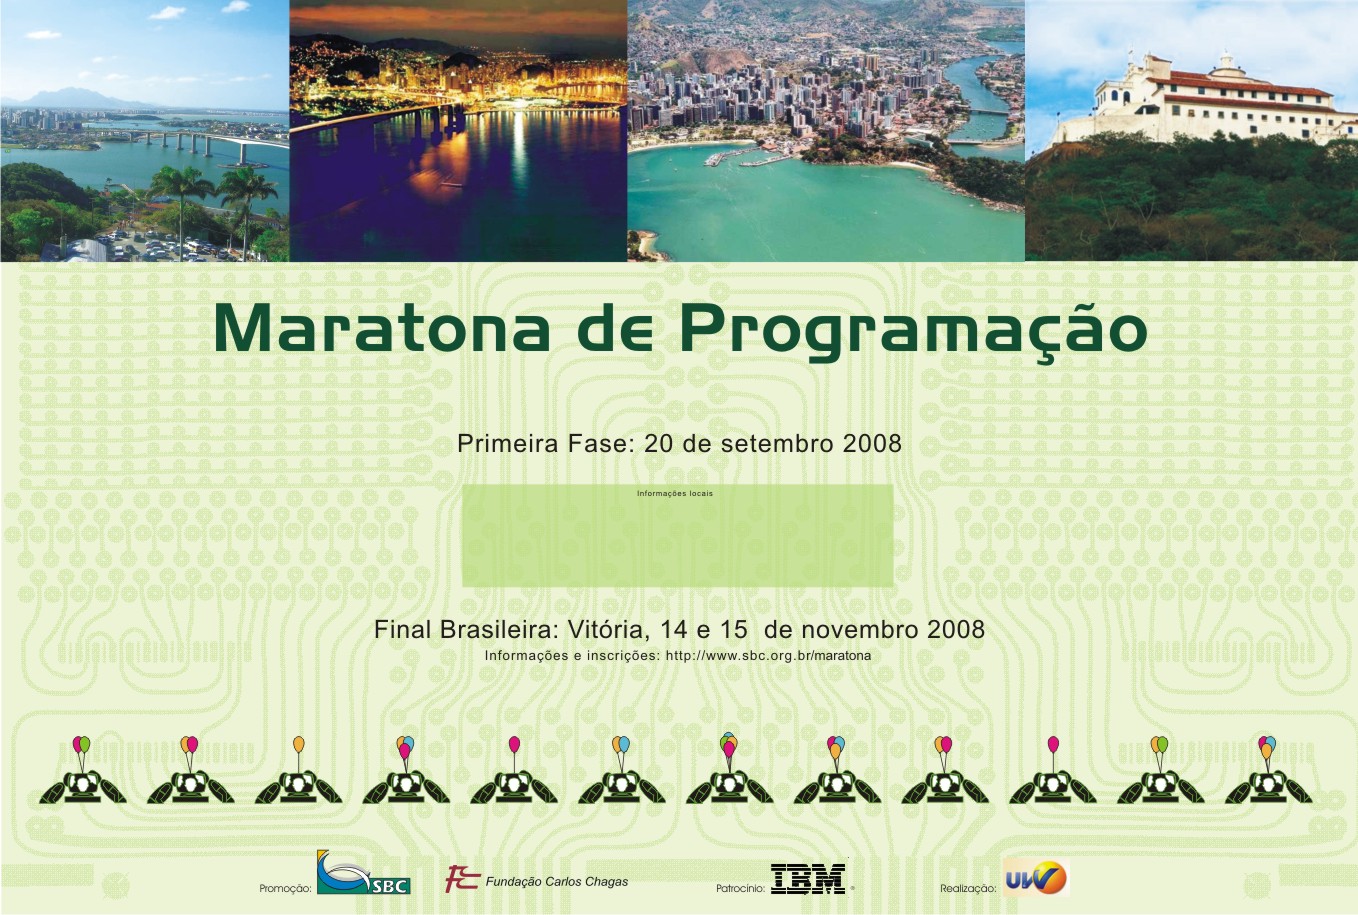 Maratona de Programação
Primeira Fase: 20 de setembro 2008
Informações locais
Final Brasileira: Vitória, 14 e 15 de novembro 2008
Informações e inscrições: http://www.sbc.org.br/maratona
Promoção: SBC Fundação Carlos Chagas Patrocínio: IBM Realização: UVV